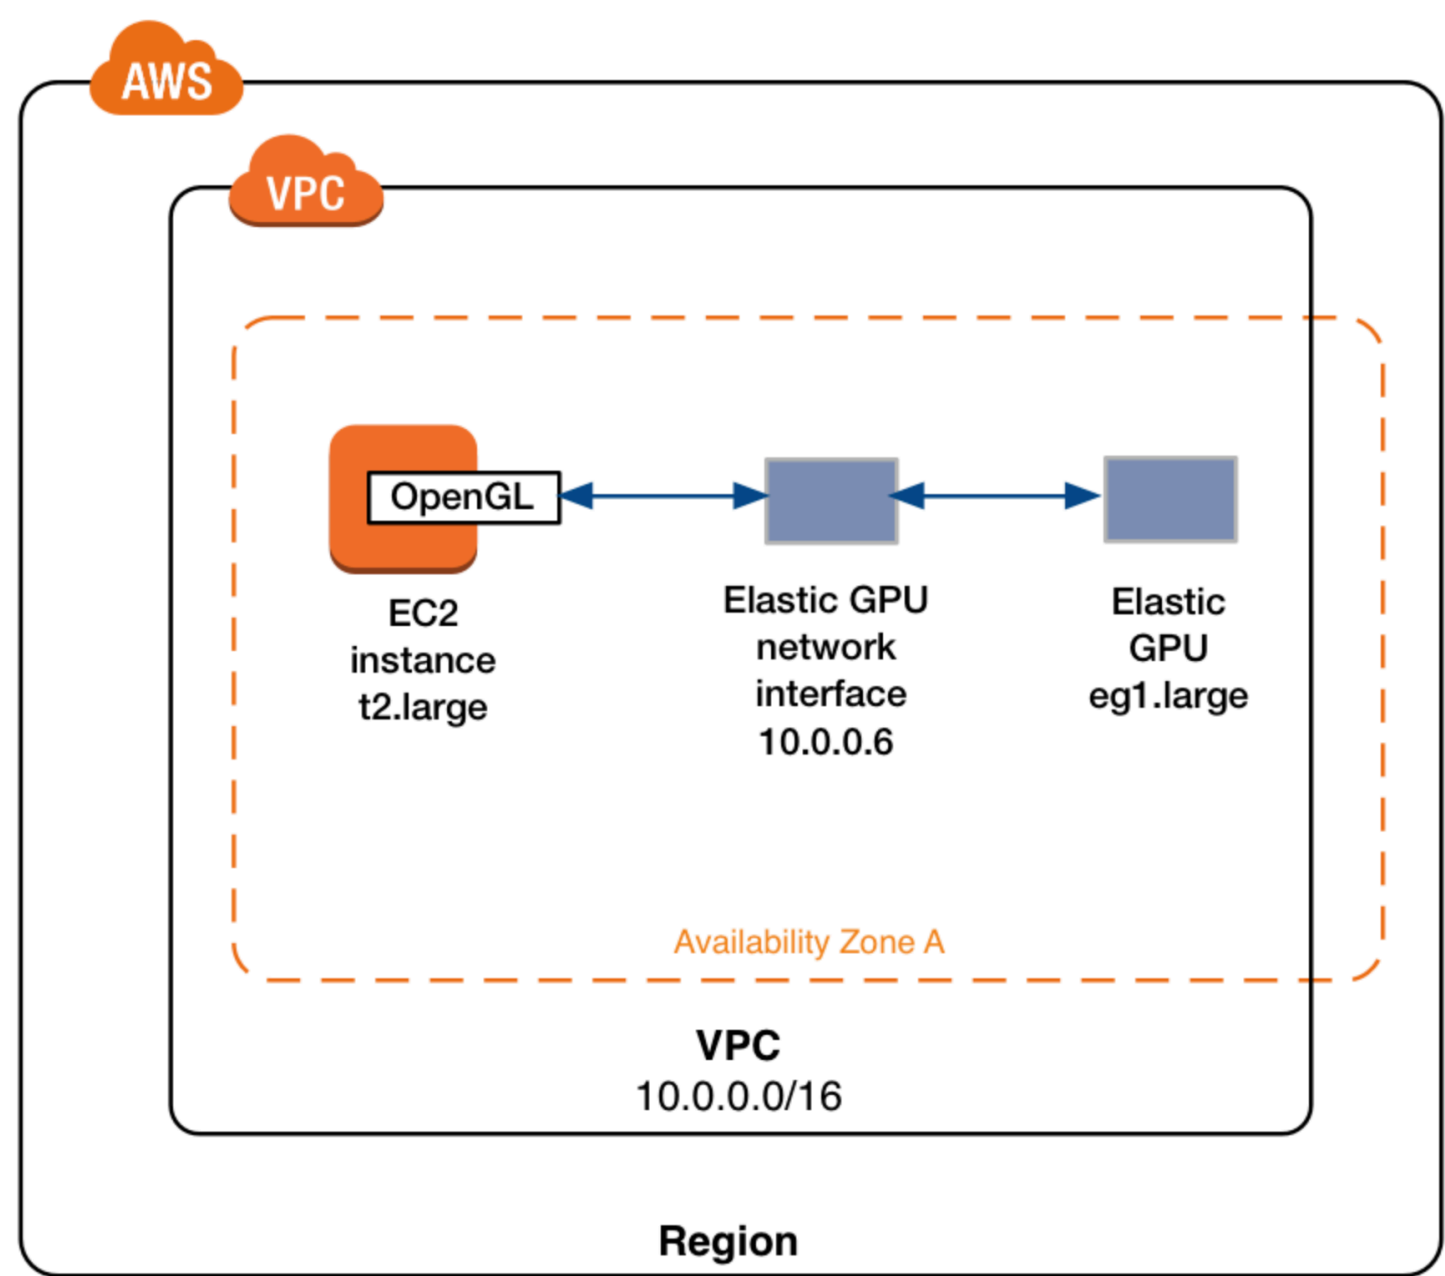 AWS
VPC
OpenGL
EC2
instance
t2.large
Elastic GPU
network
interface
10.0.0.6
Elastic
GPU
eg1.large
Availability Zone A
VPC
10.0.0.0/16
Region